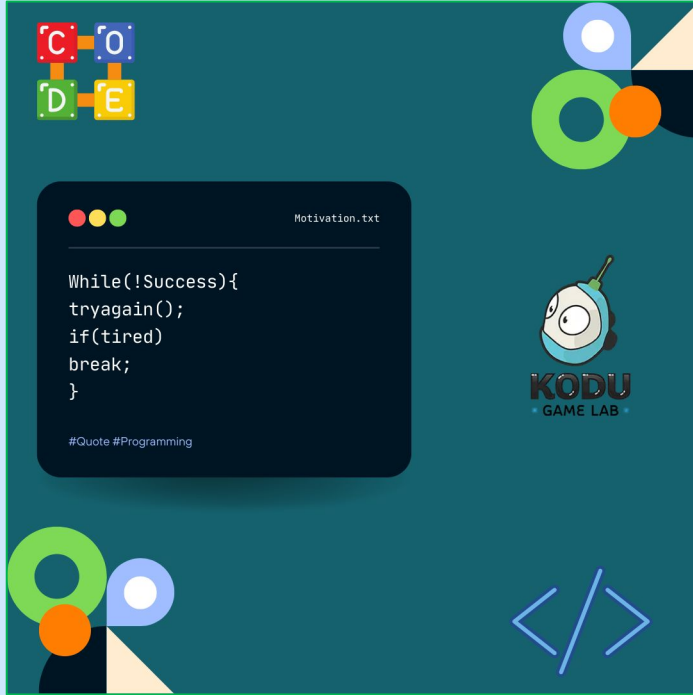 C O
D E
Motivation.txt
While(!Success){
tryagain();
if(tired)
break;
}
#Quote #Programming
KODU
GAME LAB
</>